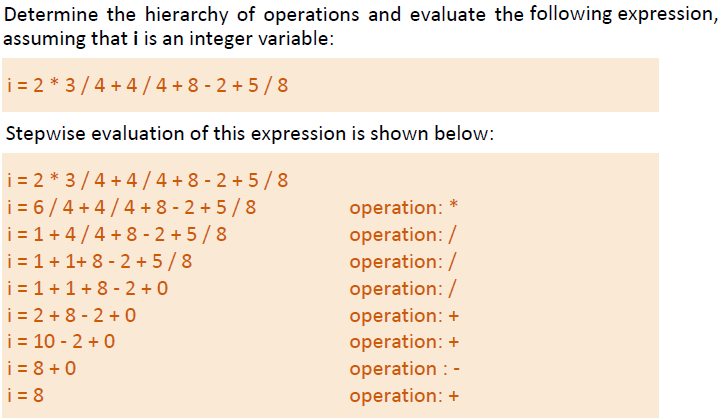 Determine the hierarchy of operations and evaluate the following expression,
assuming that i is an integer variable:
i = 2 * 3 / 4 + 4 / 4 + 8 - 2 + 5 / 8
Stepwise evaluation of this expression is shown below:
i = 2 * 3 / 4 + 4 / 4 + 8 - 2 + 5 / 8
i = 6 / 4 + 4 / 4 + 8 - 2 + 5 / 8 operation: *
i = 1 + 4 / 4 + 8 - 2 + 5 / 8 operation: /
i = 1 + 1+ 8 - 2 + 5 / 8 operation: /
i = 1 + 1 + 8 - 2 + 0 operation: /
i = 2 + 8 - 2 + 0 operation: +
i = 10 - 2 + 0 operation: +
i = 8 + 0 operation : -
i = 8 operation: +